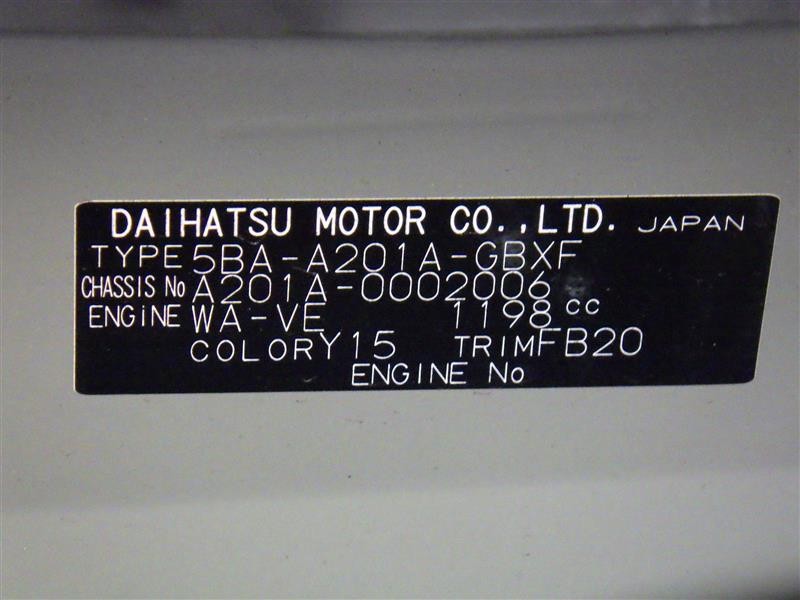 DAIHATSU MOTOR CO.,LTD. JAPAN
TYPE 5BA-A201A-GBXF
CHASSIS No A201A-0002006
ENGINE WA-VE 1198 cc
COLOR Y15 TRIM FB20
ENGINE No